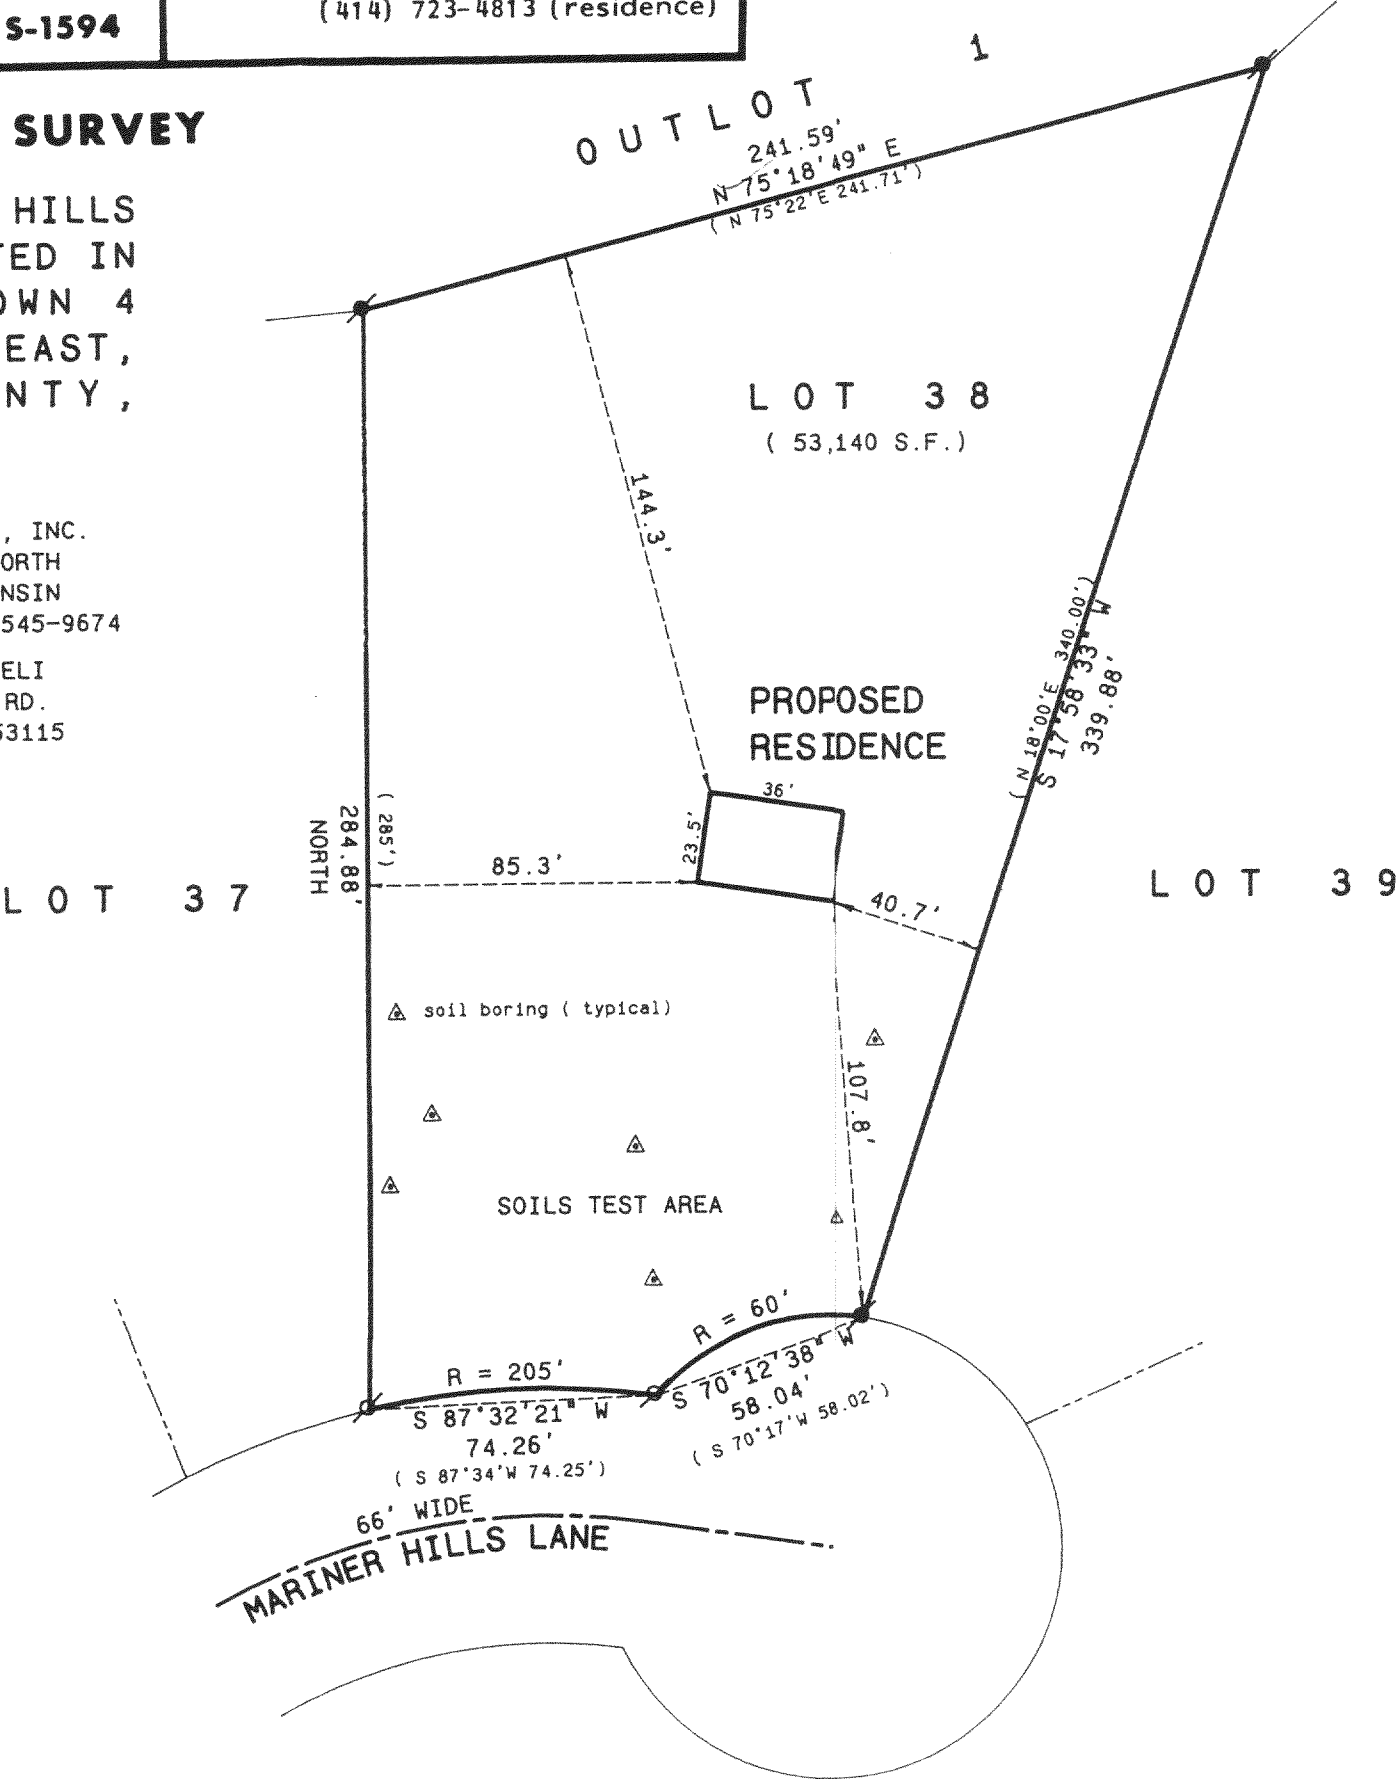 S-1594
(414) 723-4813 (residence)
SURVEY
HILLS
TED IN
OWN 4
EAST,
NTY,
, INC.
ORTH
NSIN
545-9674
ELI
RD.
53115
OUTLOT 1
241.59'
N 75°18'49" E
( N 75°22'E 241.71')
LOT 38
( 53,140 S.F.)
144.3'
( N 18°00'E 340.00')
S 17°58'33" W
339.88'
PROPOSED
RESIDENCE
36'
23.5'
85.3'
40.7'
( 285')
284.88'
NORTH
LOT 37
LOT 39
soil boring ( typical)
107.8'
SOILS TEST AREA
R = 60'
R = 205'
S 70°12'38" W
58.04'
( S 70°17'W 58.02')
S 87°32'21" W
74.26'
( S 87°34'W 74.25')
66' WIDE
MARINER HILLS LANE